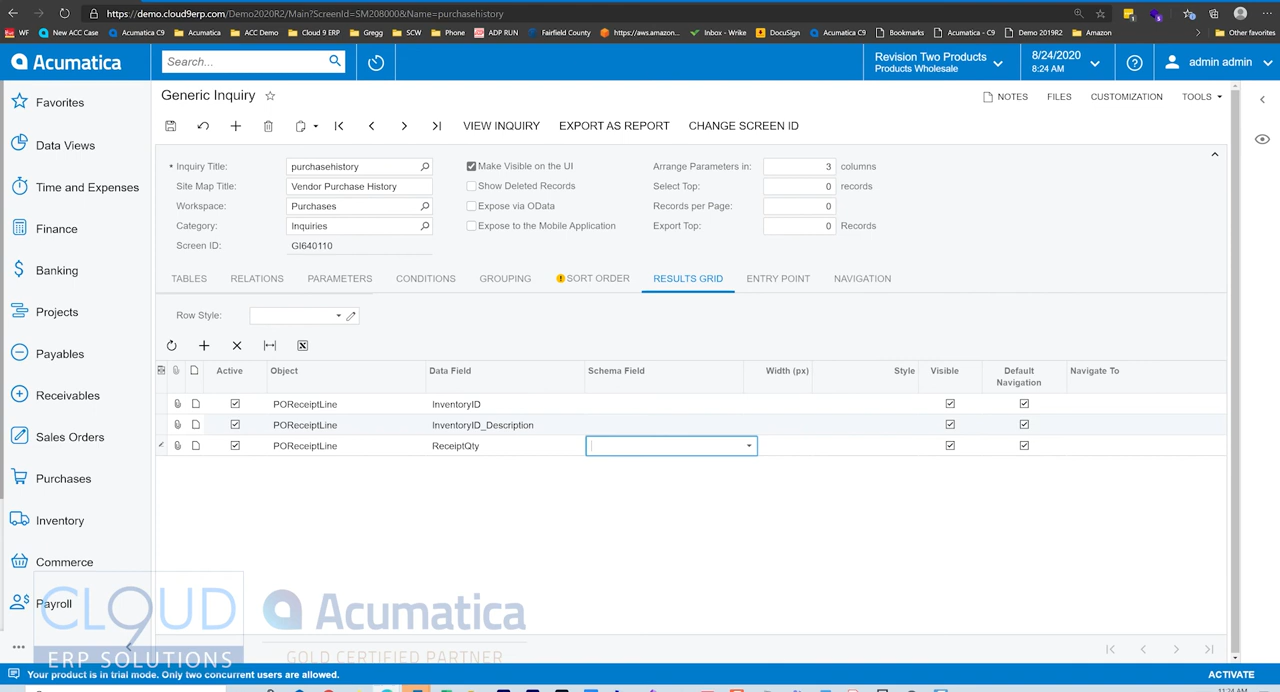 https://demo.cloud9erp.com/Demo2020R2/Main?ScreenId=SM208000&Name=purchasehistory
WF New ACC Case Acumatica C9 Acumatica ACC Demo Cloud 9 ERP Gregg SCW Phone ADP RUN Fairfield County https://aws.amazon... Inbox - Wrike DocuSign Acumatica C9 Bookmarks Acumatica - C9 Demo 2019R2 Amazon Other favorites
Acumatica
Search...
Revision Two Products
Products Wholesale
8/24/2020
8:24 AM
admin admin
Favorites
Data Views
Time and Expenses
Finance
Banking
Projects
Payables
Receivables
Sales Orders
Purchases
Inventory
Commerce
Payroll
Generic Inquiry
NOTES FILES CUSTOMIZATION TOOLS
VIEW INQUIRY EXPORT AS REPORT CHANGE SCREEN ID
Inquiry Title: purchasehistory Make Visible on the UI Arrange Parameters in: 3 columns
Site Map Title: Vendor Purchase History Show Deleted Records Select Top: 0 records
Workspace: Purchases Expose via OData Records per Page: 0
Category: Inquiries Expose to the Mobile Application Export Top: 0 Records
Screen ID: GI640110
TABLES RELATIONS PARAMETERS CONDITIONS GROUPING SORT ORDER RESULTS GRID ENTRY POINT NAVIGATION
Row Style:
Active Object Data Field Schema Field Width (px) Style Visible Default Navigation Navigate To
POReceiptLine InventoryID
POReceiptLine InventoryID_Description
POReceiptLine ReceiptQty
CLOUD 9
ERP SOLUTIONS
Acumatica
GOLD CERTIFIED PARTNER
Your product is in trial mode. Only two concurrent users are allowed. ACTIVATE
11:24 AM